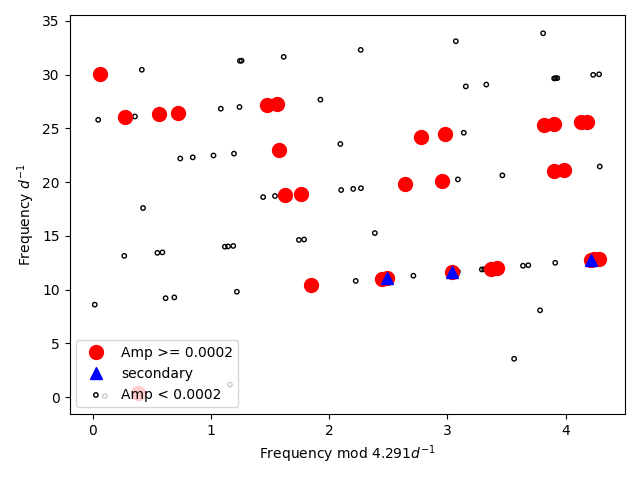 35
30
25
20
15
10
5
0
Frequency $d^{-1}$
Amp >= 0.0002
secondary
Amp < 0.0002
0 1 2 3 4
Frequency mod 4.291$d^{-1}$